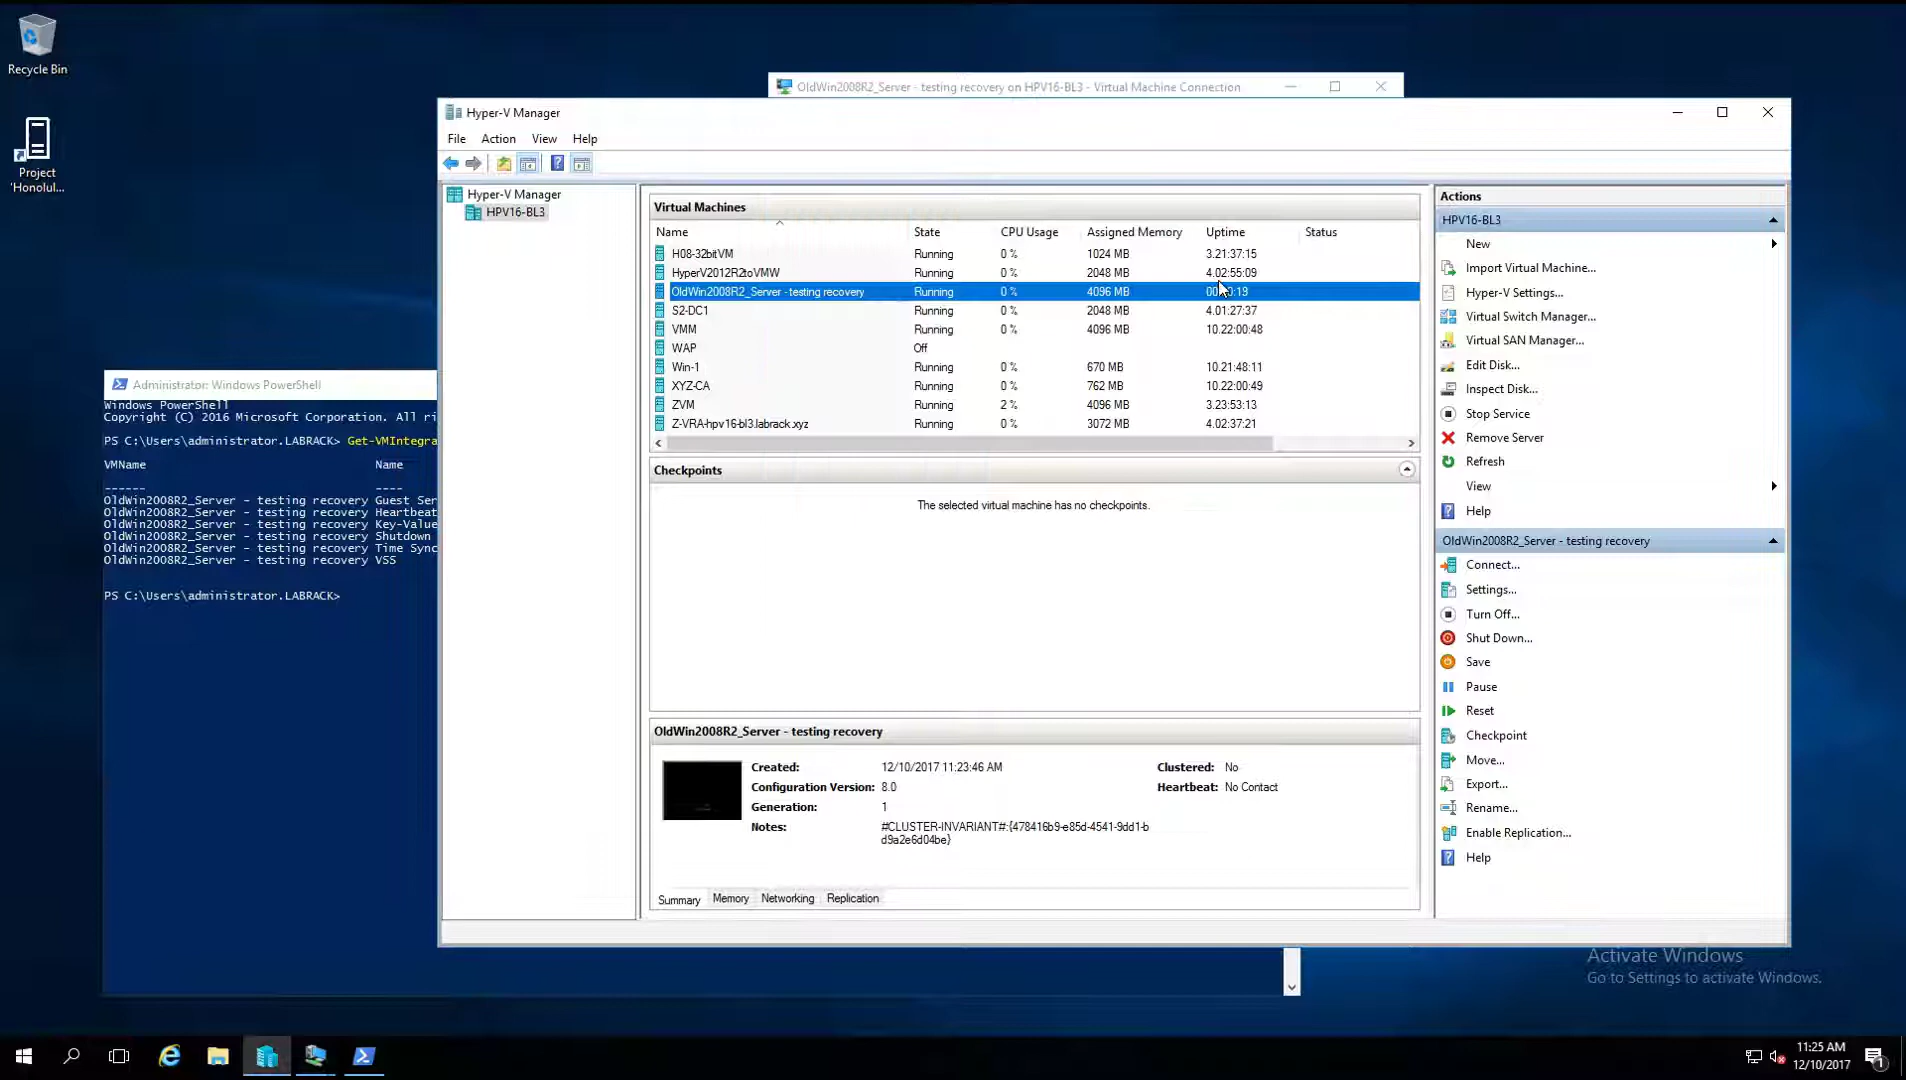 Recycle Bin
Project
'Honolul...
OldWin2008R2_Server - testing recovery on HPV16-BL3 - Virtual Machine Connection
Hyper-V Manager
File Action View Help
Hyper-V Manager
HPV16-BL3
Virtual Machines
Name State CPU Usage Assigned Memory Uptime Status
H08-32bitVM Running 0 % 1024 MB 3.21:37:15
HyperV2012R2toVMW Running 0 % 2048 MB 4.02:55:09
OldWin2008R2_Server - testing recovery Running 0 % 4096 MB
S2-DC1 Running 0 % 2048 MB 4.01:27:37
VMM Running 0 % 4096 MB 10.22:00:48
WAP Off
Win-1 Running 0 % 670 MB 10.21:48:11
XYZ-CA Running 0 % 762 MB 10.22:00:49
ZVM Running 2 % 4096 MB 3.23:53:13
Z-VRA-hpv16-bl3.labrack.xyz Running 0 % 3072 MB 4.02:37:21
Checkpoints
The selected virtual machine has no checkpoints.
OldWin2008R2_Server - testing recovery
Created: 12/10/2017 11:23:46 AM Clustered: No
Configuration Version: 8.0 Heartbeat: No Contact
Generation: 1
Notes: #CLUSTER-INVARIANT#:{478416b9-e85d-4541-9dd1-b
d9a2e6d04be}
Summary Memory Networking Replication
Actions
HPV16-BL3
New
Import Virtual Machine...
Hyper-V Settings...
Virtual Switch Manager...
Virtual SAN Manager...
Edit Disk...
Inspect Disk...
Stop Service
Remove Server
Refresh
View
Help
OldWin2008R2_Server - testing recovery
Connect...
Settings...
Turn Off...
Shut Down...
Save
Pause
Reset
Checkpoint
Move...
Export...
Rename...
Enable Replication...
Help
Administrator: Windows PowerShell
Windows PowerShell
Copyright (C) 2016 Microsoft Corporation. All ri
PS C:\Users\administrator.LABRACK> Get-VMIntegra
VMName Name
------ ----
OldWin2008R2_Server - testing recovery Guest Ser
OldWin2008R2_Server - testing recovery Heartbeat
OldWin2008R2_Server - testing recovery Key-Value
OldWin2008R2_Server - testing recovery Shutdown
OldWin2008R2_Server - testing recovery Time Sync
OldWin2008R2_Server - testing recovery VSS
PS C:\Users\administrator.LABRACK>
Activate Windows
Go to Settings to activate Windows.
11:25 AM
12/10/2017
1